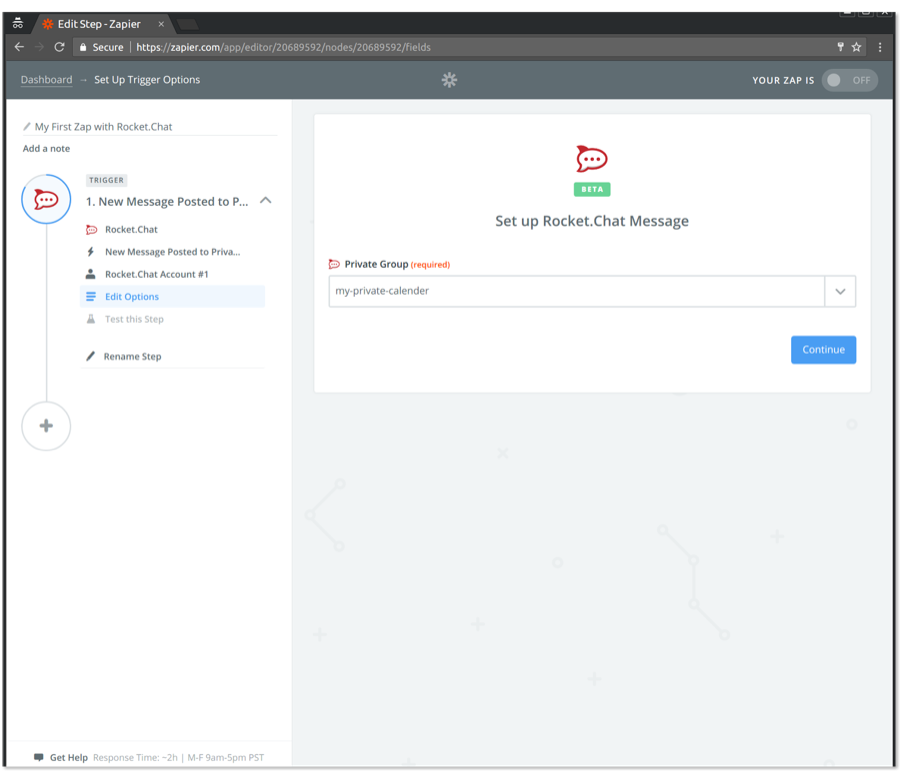 Edit Step - Zapier
Secure https://zapier.com/app/editor/20689592/nodes/20689592/fields
Dashboard → Set Up Trigger Options
YOUR ZAP IS OFF
My First Zap with Rocket.Chat
Add a note
TRIGGER
1. New Message Posted to P...
Rocket.Chat
New Message Posted to Priva...
Rocket.Chat Account #1
Edit Options
Test this Step
Rename Step
BETA
Set up Rocket.Chat Message
Private Group (required)
my-private-calender
Continue
Get Help Response Time: ~2h | M-F 9am-5pm PST